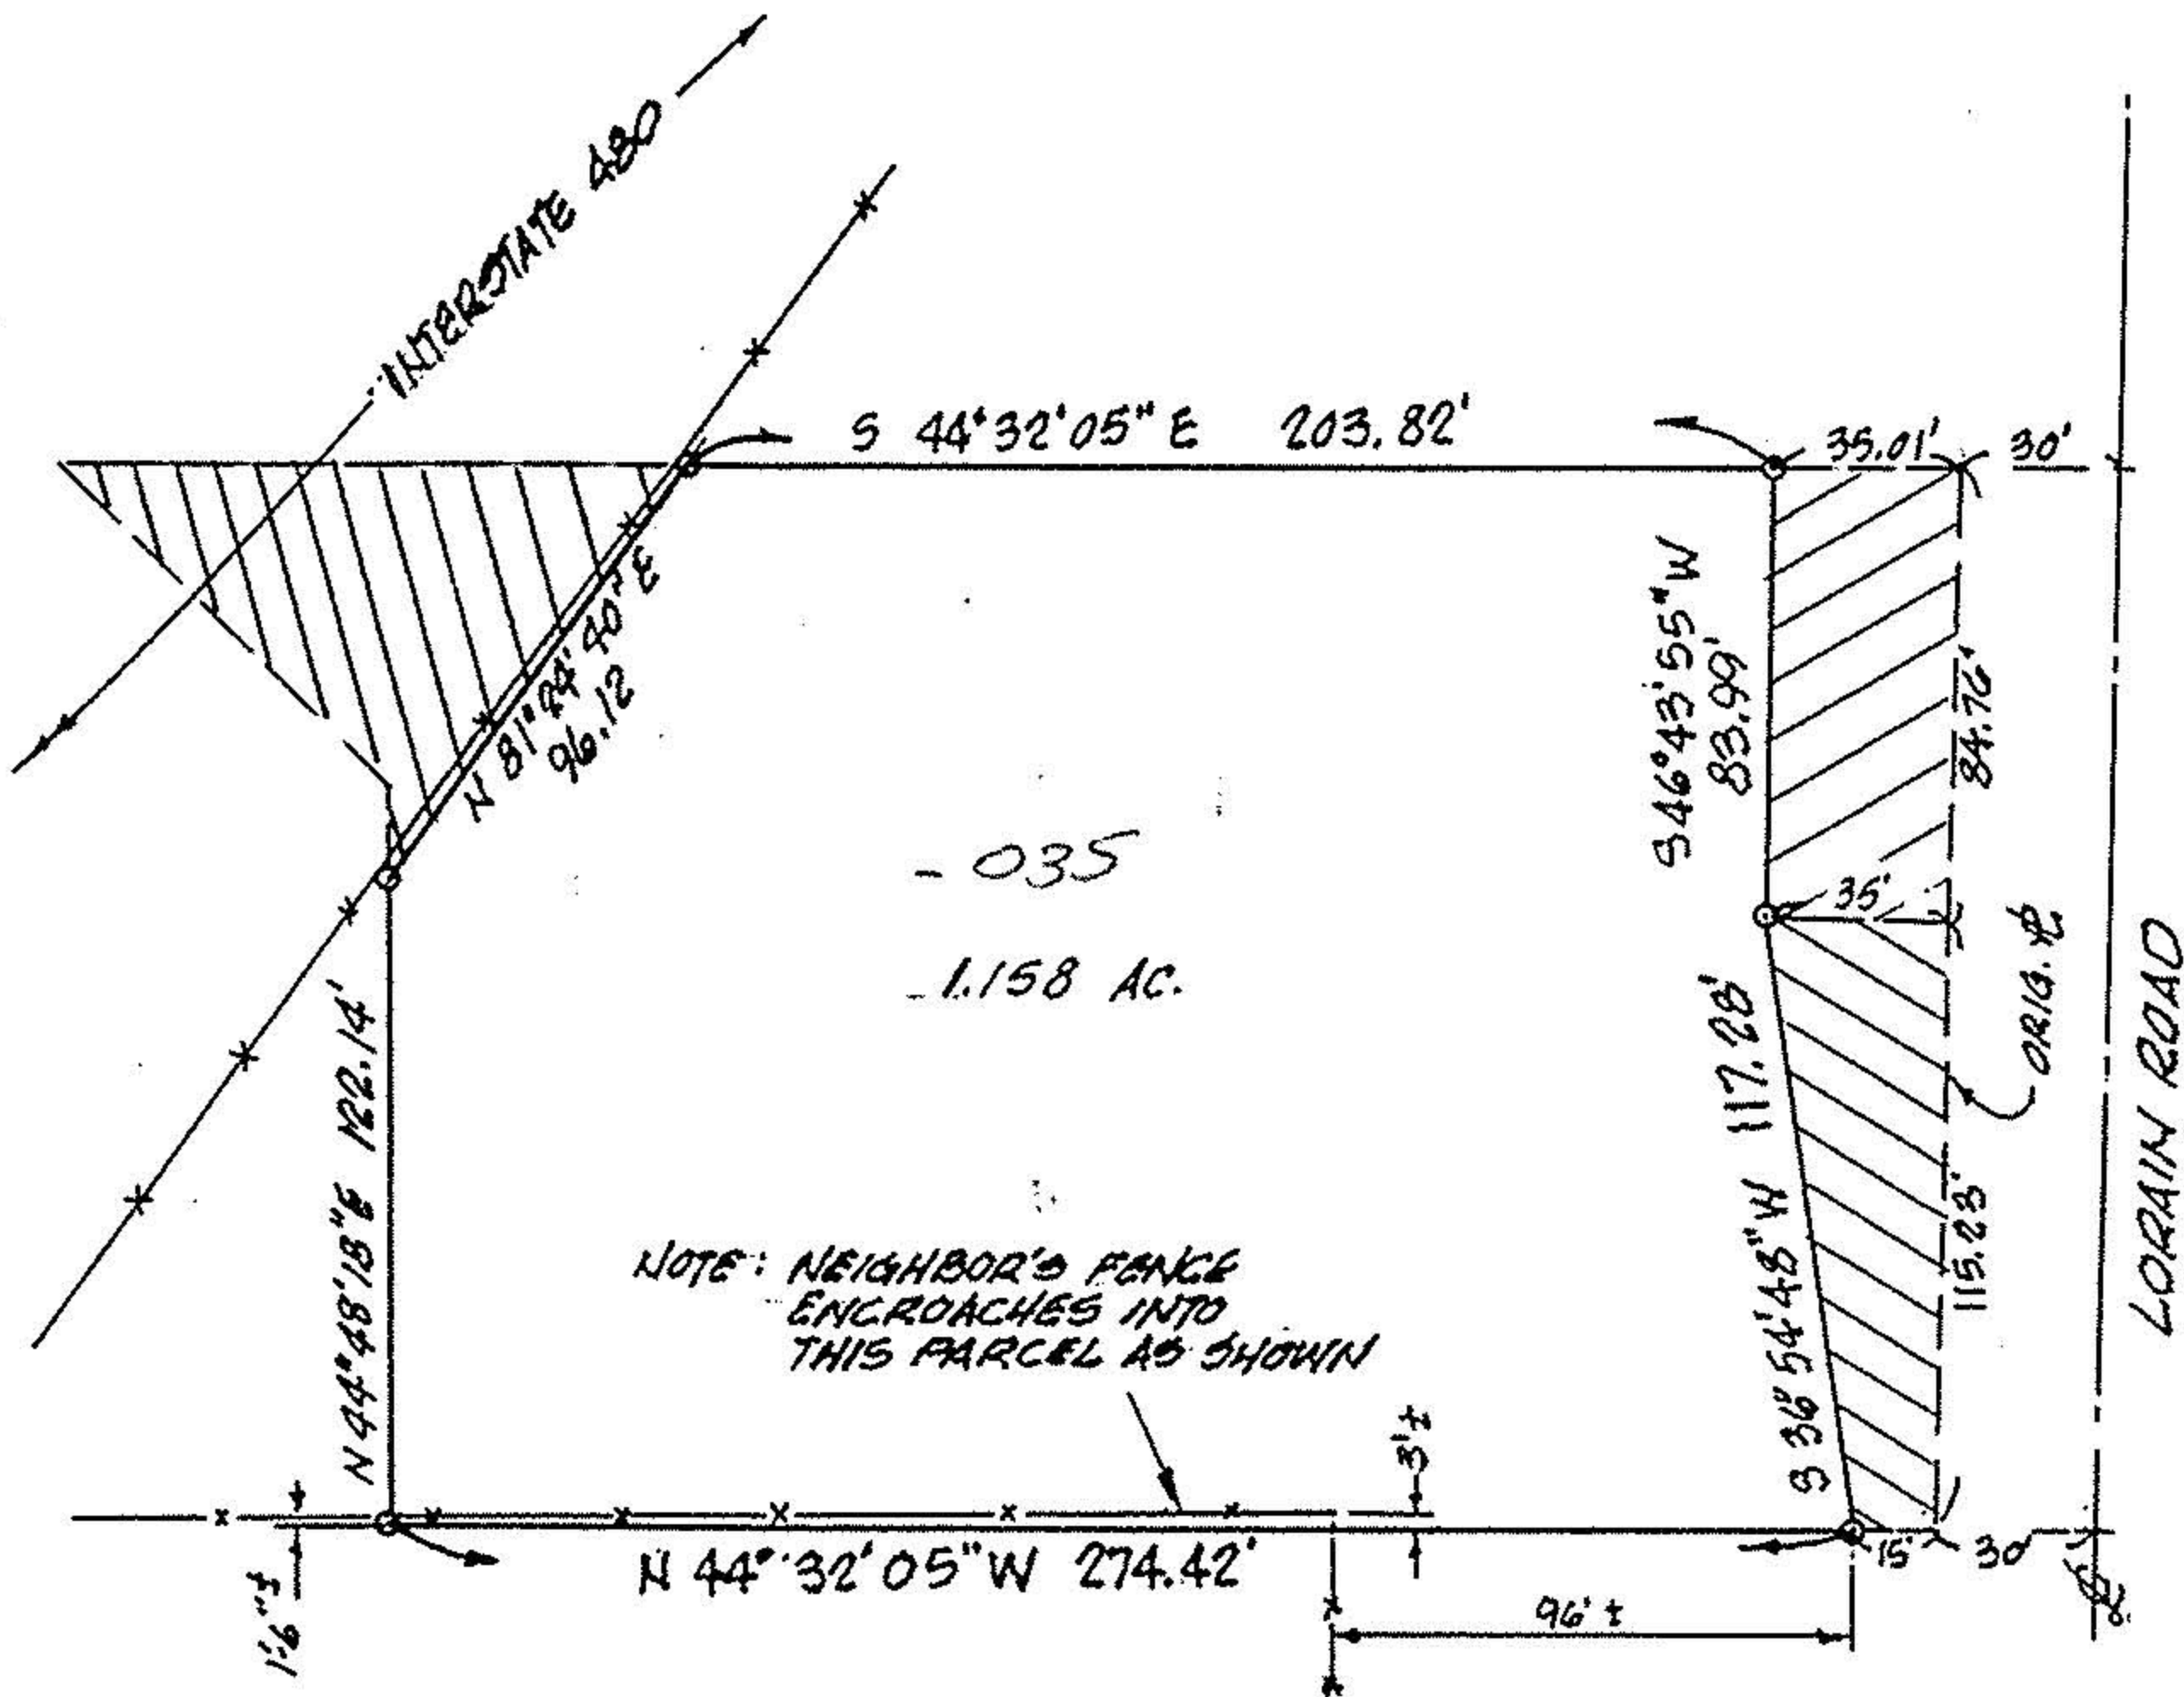 INTERSTATE 480
S 44°32'05" E 203.82'
35.01'
30'
N 81°44'40" E
96.12
S 46°43'55" W
83.99'
84.76'
- 035
1.158 AC.
35'
ORIG. ⅊
LORAIN ROAD
N 44°48'18" E 122.14'
117.28'
S 36°54'48" W
115.23'
NOTE: NEIGHBOR'S FENCE
ENCROACHES INTO
THIS PARCEL AS SHOWN
3'±
1'6"±
N 44°32'05" W 274.42'
15'
30'
℄
96'±